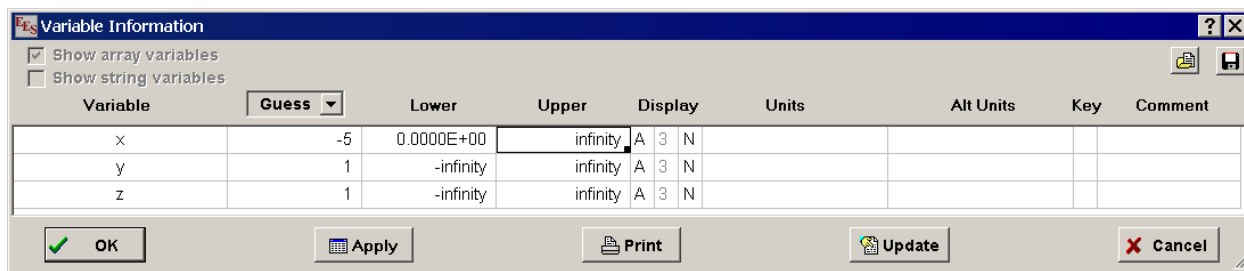 EES Variable Information ? X
Show array variables
Show string variables
Variable Guess Lower Upper Display Units Alt Units Key Comment
x -5 0.0000E+00 infinity A 3 N
y 1 -infinity infinity A 3 N
z 1 -infinity infinity A 3 N
OK Apply Print Update Cancel